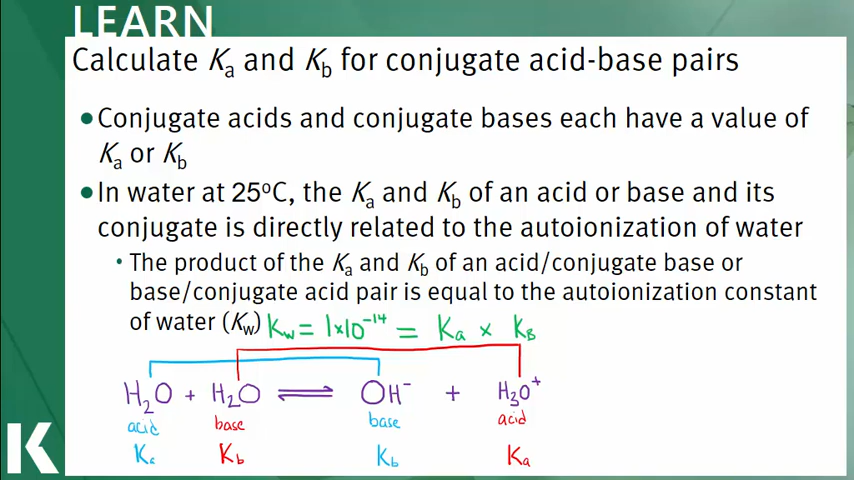 LEARN
Calculate Ka and Kb for conjugate acid-base pairs
•Conjugate acids and conjugate bases each have a value of
Ka or Kb
•In water at 25ºC, the Ka and Kb of an acid or base and its
conjugate is directly related to the autoionization of water
• The product of the Ka and Kb of an acid/conjugate base or
base/conjugate acid pair is equal to the autoionization constant
of water (Kw) Kw = 1×10⁻¹⁴ = Ka × KB
H₂O + H₂O ⇌ OH⁻ + H₃O⁺
acid base base acid
Ka Kb Kb Ka
K